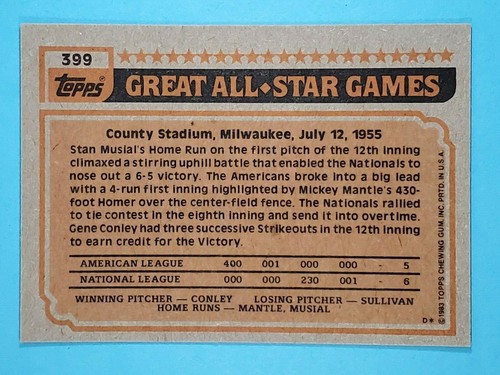 399
Topps
GREAT ALL◆STAR GAMES
County Stadium, Milwaukee, July 12, 1955
Stan Musial's Home Run on the first pitch of the 12th Inning
climaxed a stirring uphill battle that enabled the Nationals to
nose out a 6-5 victory. The Americans broke into a big lead
with a 4-run first inning highlighted by Mickey Mantle's 430-
foot Homer over the center-field fence. The Nationals rallied
to tie contest in the eighth inning and send it into overtime.
Gene Conley had three successive Strikeouts in the 12th Inning
to earn credit for the Victory.
AMERICAN LEAGUE 400 001 000 000 - 5
NATIONAL LEAGUE 000 000 230 001 - 6
WINNING PITCHER — CONLEY LOSING PITCHER — SULLIVAN
HOME RUNS — MANTLE, MUSIAL
D*
©1983 TOPPS CHEWING GUM, INC. PRTD. IN U.S.A.